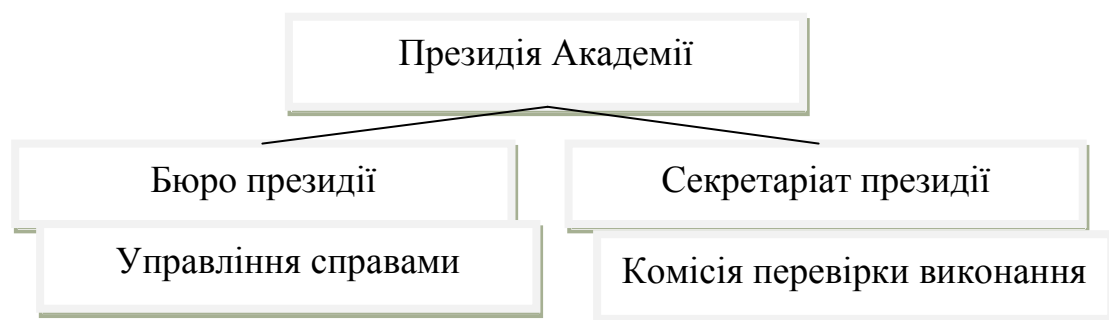 Президія Академії
Бюро президії
Секретаріат президії
Управління справами
Комісія перевірки виконання